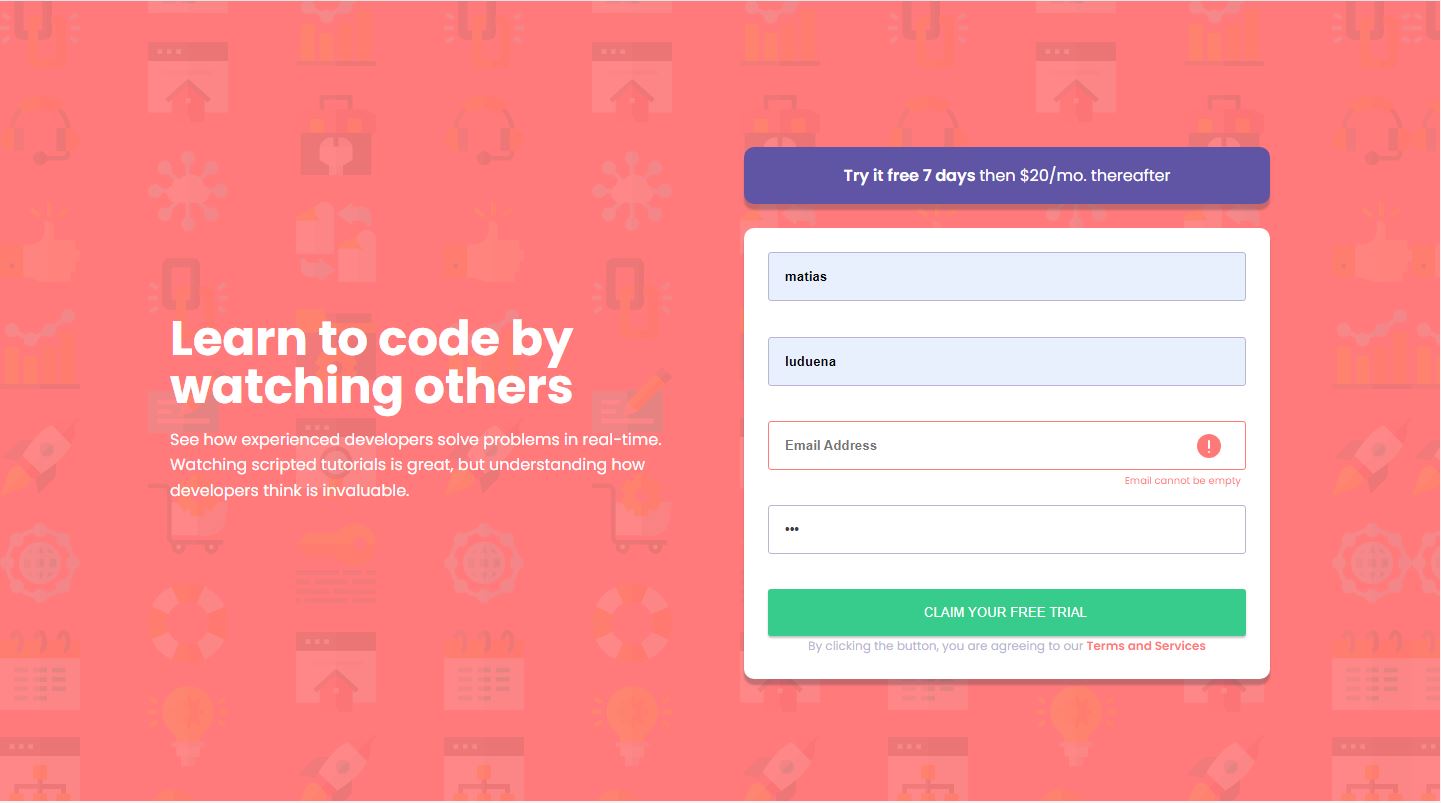 Learn to code by
watching others
See how experienced developers solve problems in real-time.
Watching scripted tutorials is great, but understanding how
developers think is invaluable.
Try it free 7 days then $20/mo. thereafter
matias
luduena
Email Address
!
Email cannot be empty
•••
CLAIM YOUR FREE TRIAL
By clicking the button, you are agreeing to our Terms and Services